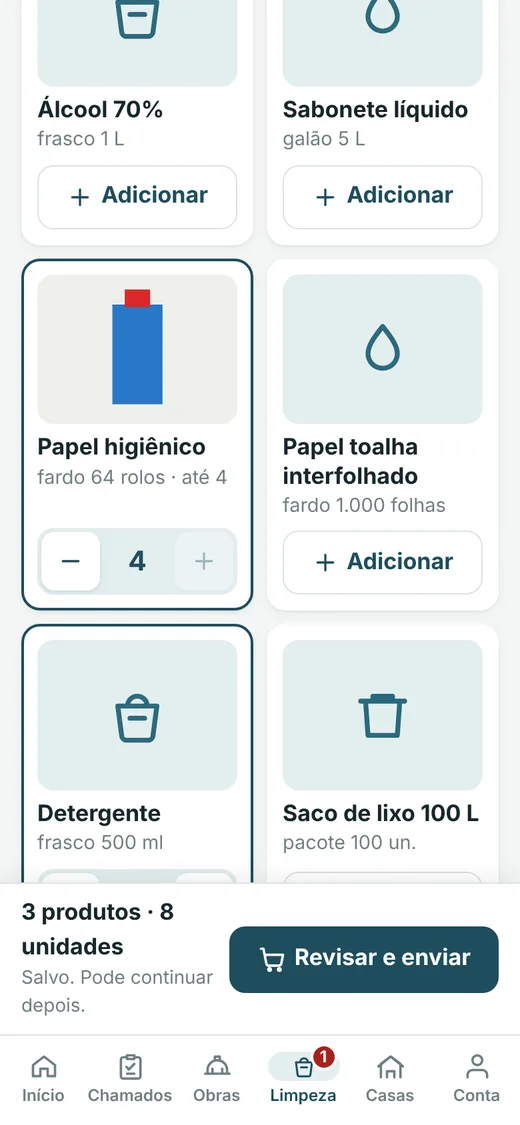 Álcool 70%
frasco 1 L
+ Adicionar
Sabonete líquido
galão 5 L
+ Adicionar
Papel higiênico
fardo 64 rolos · até 4
− 4 +
Papel toalha
interfolhado
fardo 1.000 folhas
+ Adicionar
Detergente
frasco 500 ml
Saco de lixo 100 L
pacote 100 un.
3 produtos · 8
unidades
Salvo. Pode continuar
depois.
Revisar e enviar
1
Início
Chamados
Obras
Limpeza
Casas
Conta